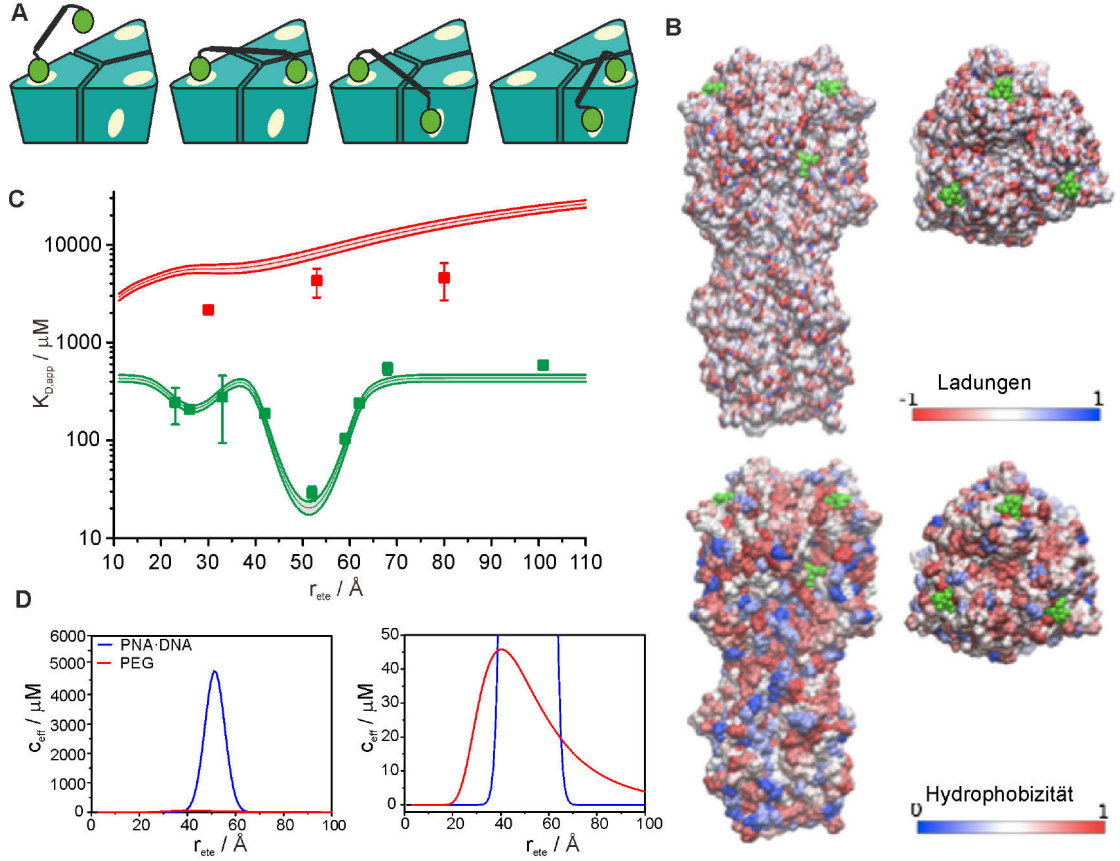 A
B
C
10000
1000
100
10
K_D,app / µM
10 20 30 40 50 60 70 80 90 100 110
r_ete / Å
Ladungen
-1 1
D
6000
5000
4000
3000
2000
1000
0
c_eff / µM
PNA·DNA
PEG
0 20 40 60 80 100
r_ete / Å
50
40
30
20
10
0
c_eff / µM
0 20 40 60 80 100
r_ete / Å
Hydrophobizität
0 1